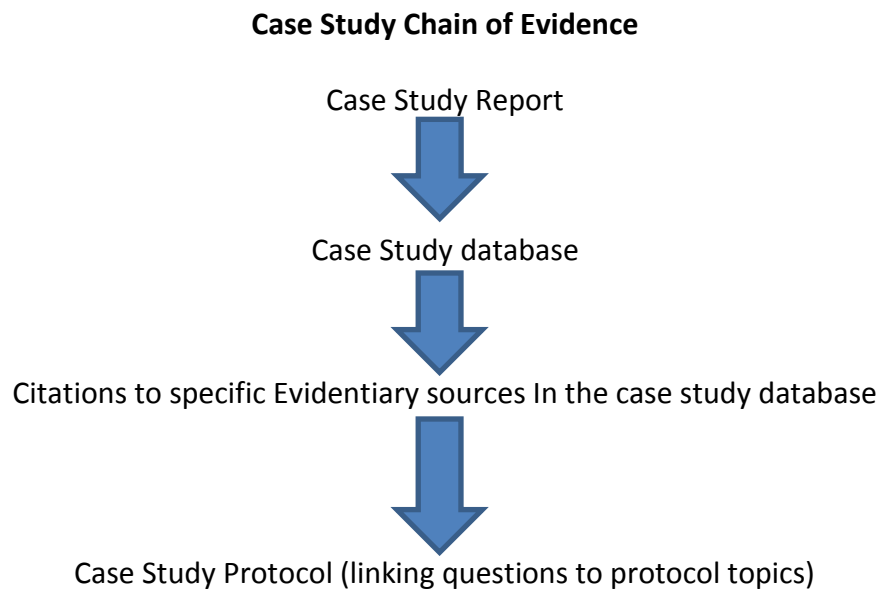 Case Study Chain of Evidence
Case Study Report
Case Study database
Citations to specific Evidentiary sources In the case study database
Case Study Protocol (linking questions to protocol topics)